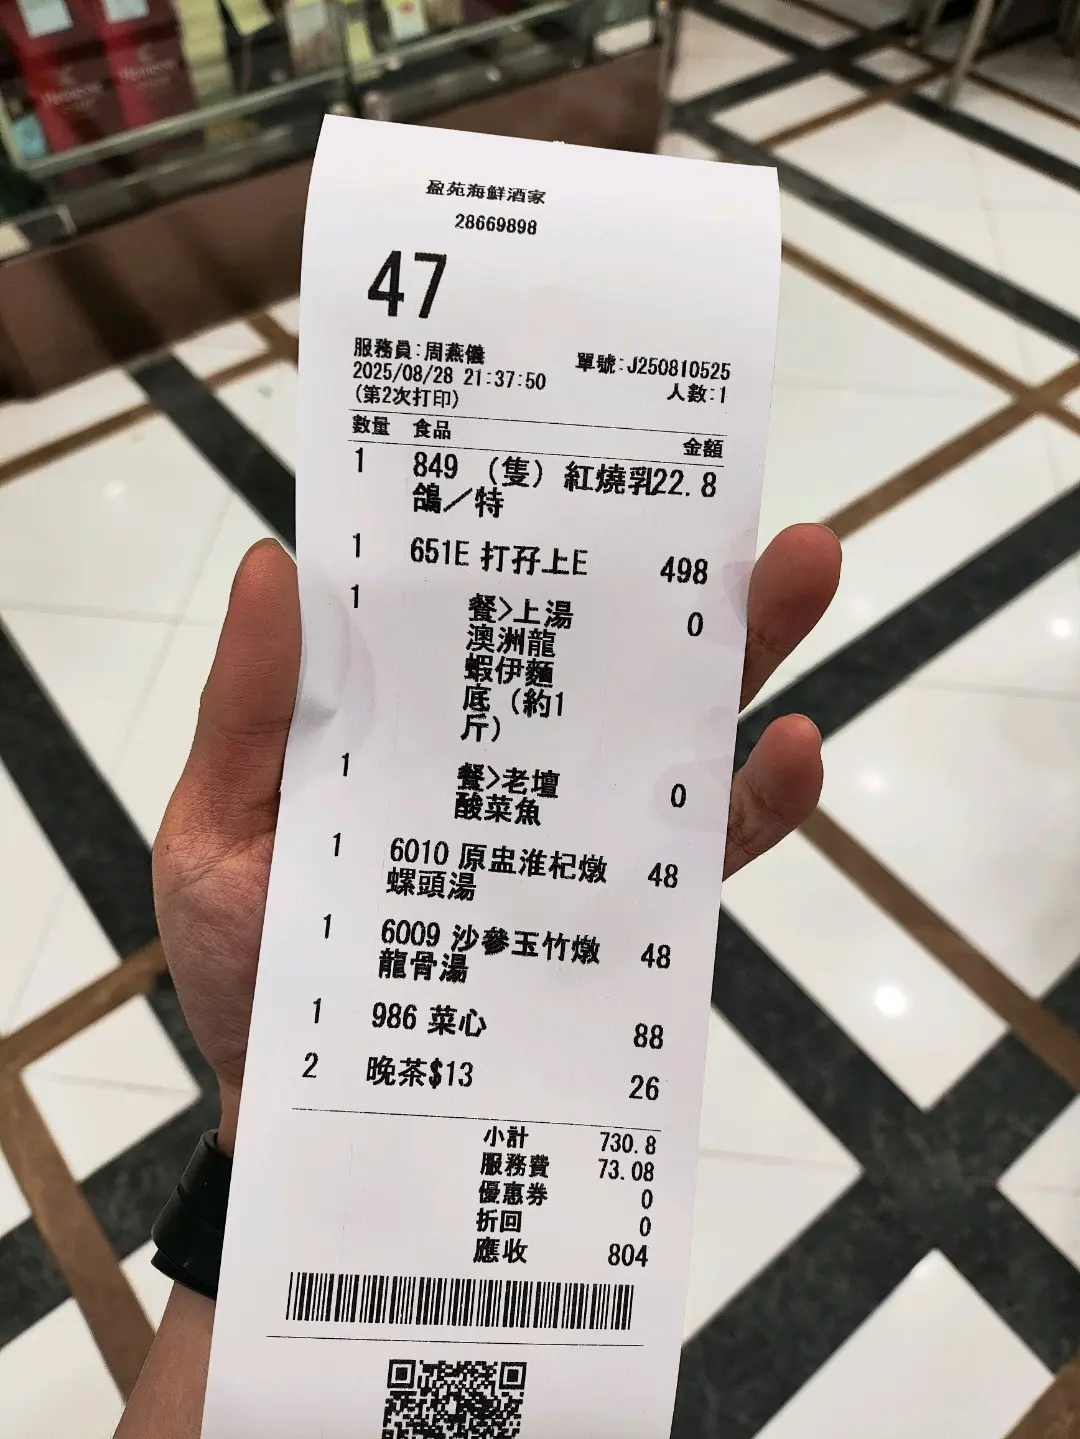 Hennessy
Hennessy
盈苑海鮮酒家
28669898
47
服務員:周燕儀 單號:J250810525
2025/08/28 21:37:50 人數:1
(第2次打印)
數量 食品 金額
1 849 （隻）紅燒乳 22.8
鴿／特
1 651E 打孖上E 498
1 餐>上湯 0
澳洲龍
蝦伊麵
底（約1
斤）
1 餐>老壇 0
酸菜魚
1 6010 原盅淮杞燉 48
螺頭湯
1 6009 沙參玉竹燉 48
龍骨湯
1 986 菜心 88
2 晚茶$13 26
小計 730.8
服務費 73.08
優惠券 0
折回 0
應收 804